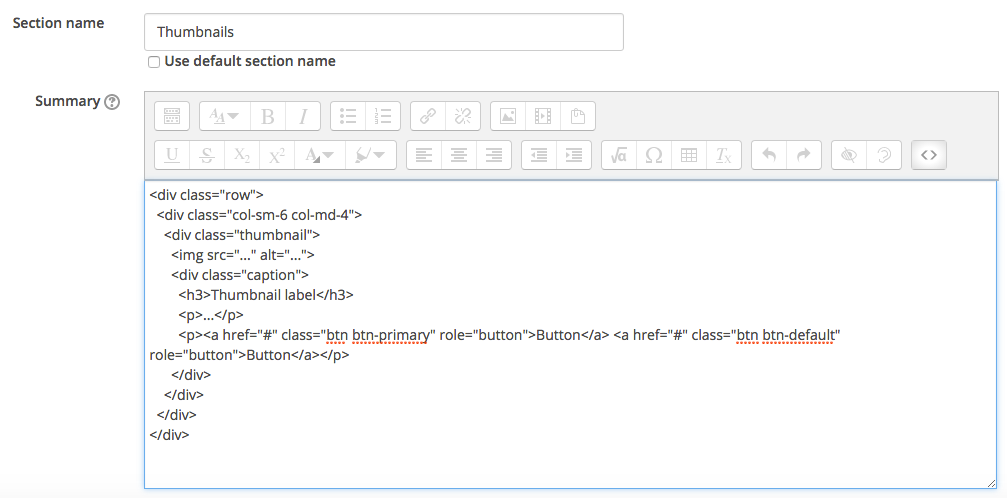 Section name
Thumbnails
Use default section name
Summary
<div class="row">
<div class="col-sm-6 col-md-4">
<div class="thumbnail">
<img src="..." alt="...">
<div class="caption">
<h3>Thumbnail label</h3>
<p>...</p>
<p><a href="#" class="btn btn-primary" role="button">Button</a> <a href="#" class="btn btn-default"
role="button">Button</a></p>
</div>
</div>
</div>
</div>